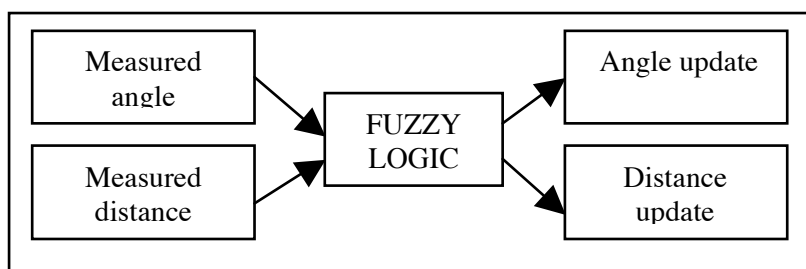 Measured
angle
Measured
distance
FUZZY
LOGIC
Angle update
Distance
update